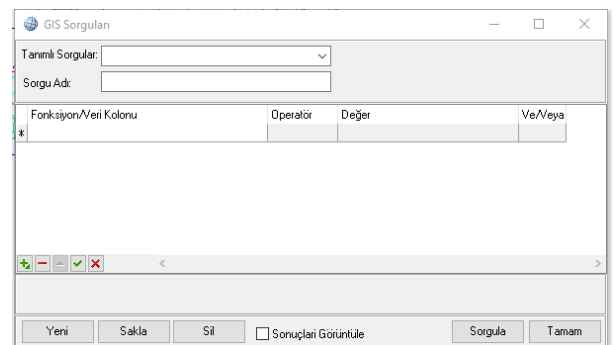 GIS Sorguları
Tanımlı Sorgular:
Sorgu Adı:
Fonksiyon/Veri Kolonu Operatör Değer Ve/Veya
*
Yeni Sakla Sil Sonuçlari Görüntüle Sorgula Tamam